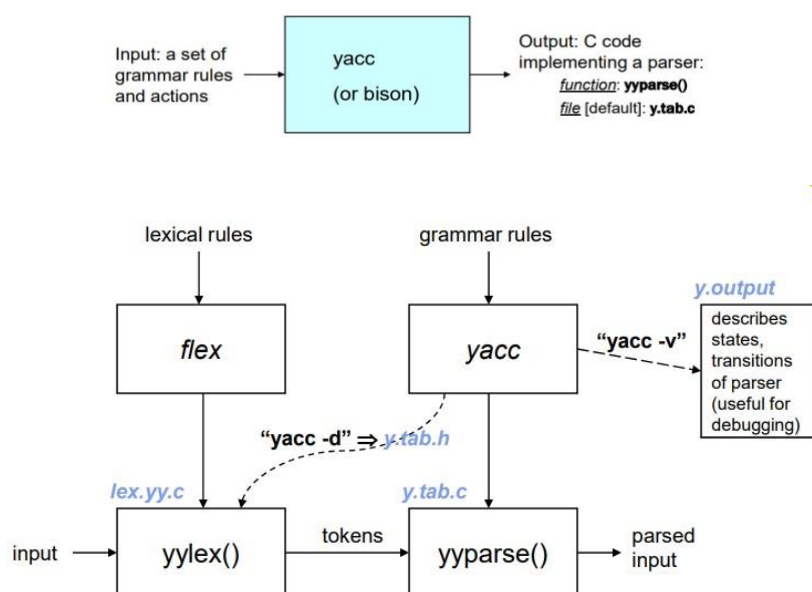 Input: a set of
grammar rules
and actions
yacc
(or bison)
Output: C code
implementing a parser:
function: yyparse()
file [default]: y.tab.c
lexical rules
grammar rules
y.output
flex
yacc
"yacc -v"
describes
states,
transitions
of parser
(useful for
debugging)
"yacc -d" ⇒ y.tab.h
lex.yy.c
y.tab.c
input
yylex()
tokens
yyparse()
parsed
input